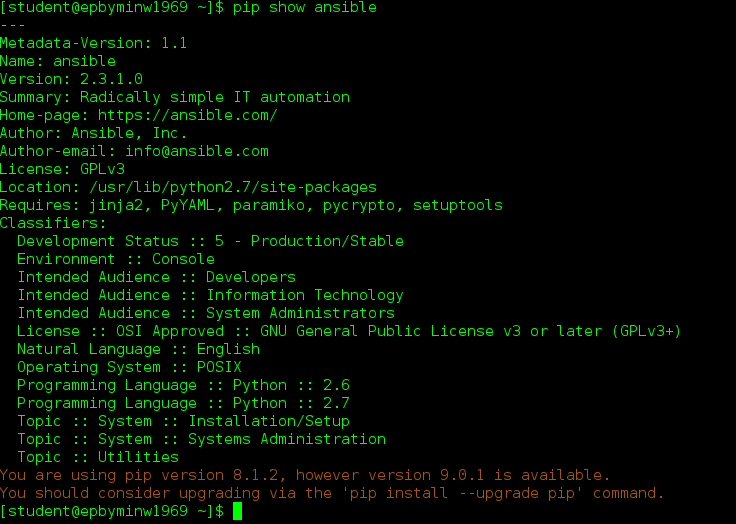 [student@epbyminw1969 ~]$ pip show ansible
---
Metadata-Version: 1.1
Name: ansible
Version: 2.3.1.0
Summary: Radically simple IT automation
Home-page: https://ansible.com/
Author: Ansible, Inc.
Author-email: info@ansible.com
License: GPLv3
Location: /usr/lib/python2.7/site-packages
Requires: jinja2, PyYAML, paramiko, pycrypto, setuptools
Classifiers:
  Development Status :: 5 - Production/Stable
  Environment :: Console
  Intended Audience :: Developers
  Intended Audience :: Information Technology
  Intended Audience :: System Administrators
  License :: OSI Approved :: GNU General Public License v3 or later (GPLv3+)
  Natural Language :: English
  Operating System :: POSIX
  Programming Language :: Python :: 2.6
  Programming Language :: Python :: 2.7
  Topic :: System :: Installation/Setup
  Topic :: System :: Systems Administration
  Topic :: Utilities
You are using pip version 8.1.2, however version 9.0.1 is available.
You should consider upgrading via the 'pip install --upgrade pip' command.
[student@epbyminw1969 ~]$